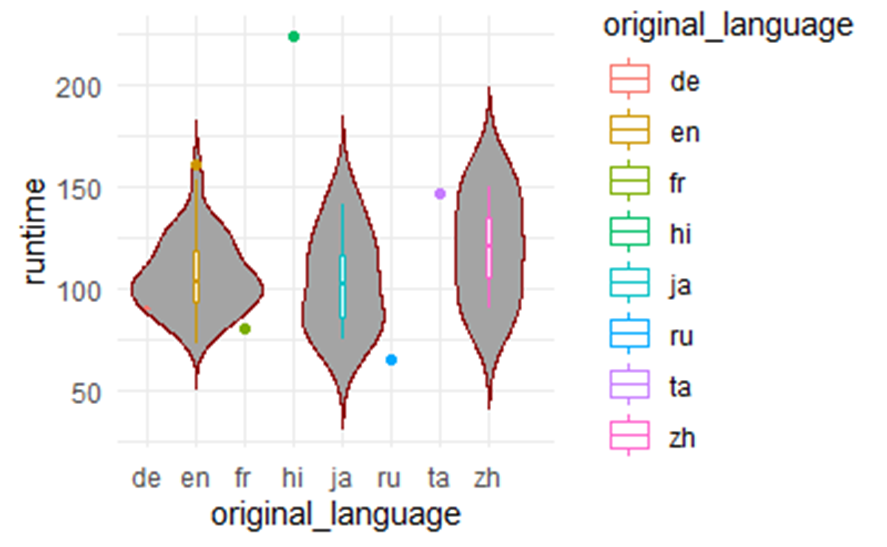 original_language
de
en
fr
hi
ja
ru
ta
zh
runtime
200
150
100
50
de en fr hi ja ru ta zh
original_language